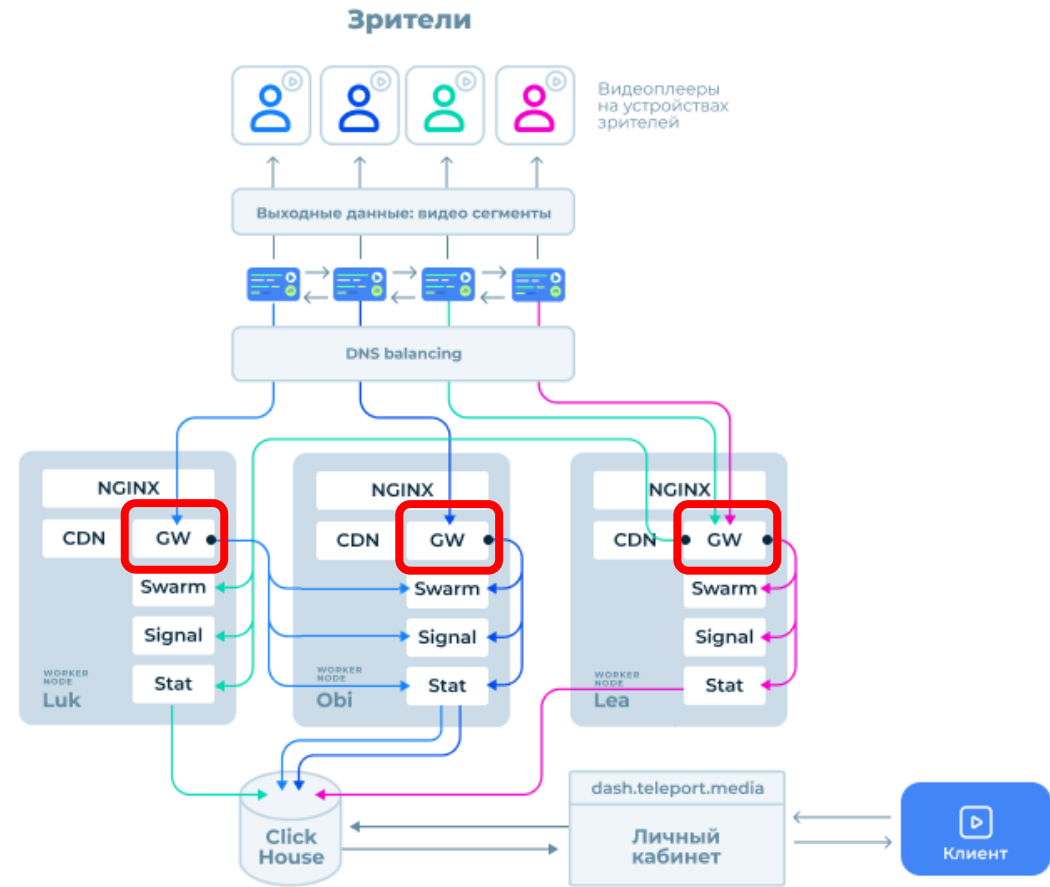 Зрители
Видеоплееры
на устройствах
зрителей
Выходные данные: видео сегменты
DNS balancing
NGINX
CDN
GW
Swarm
Signal
Stat
WORKER
NODE
Luk
NGINX
CDN
GW
Swarm
Signal
Stat
WORKER
NODE
Obi
NGINX
CDN
GW
Swarm
Signal
Stat
WORKER
NODE
Lea
Click
House
dash.teleport.media
Личный
кабинет
Клиент